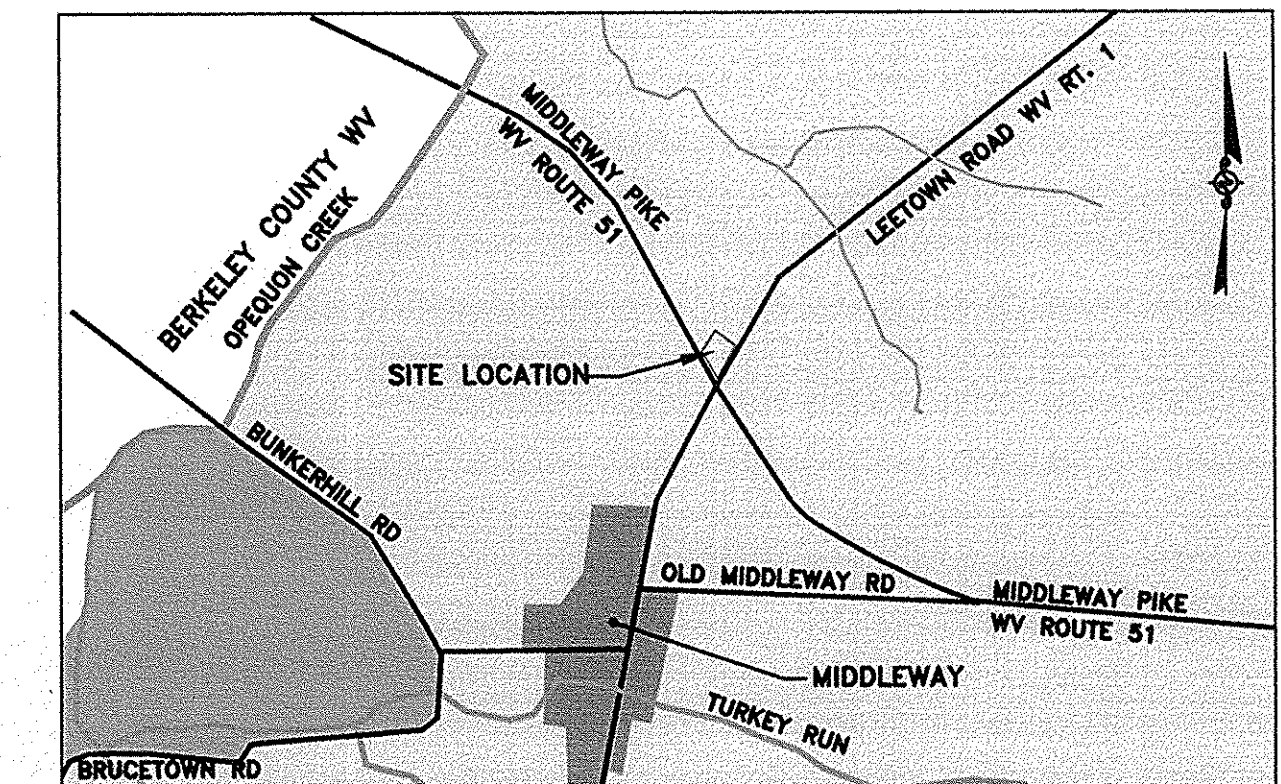 MIDDLEWAY PIKE
WV ROUTE 51
LEETOWN ROAD WV RT. 1
BERKELEY COUNTY WV
OPEQUON CREEK
N
SITE LOCATION
BUNKERHILL RD
OLD MIDDLEWAY RD
MIDDLEWAY PIKE
WV ROUTE 51
MIDDLEWAY
TURKEY RUN
BRUCETOWN RD